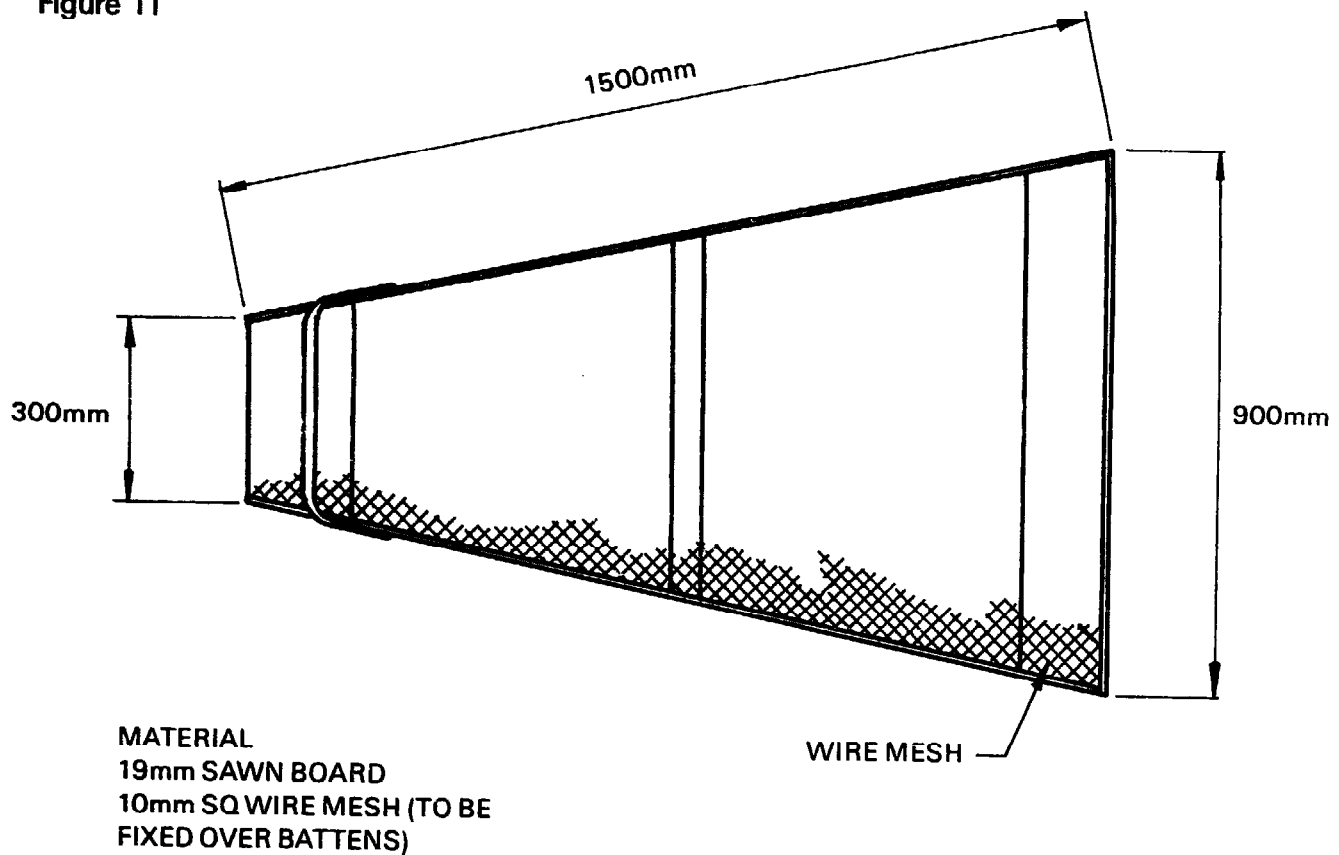 Figure 11
1500mm
300mm
900mm
WIRE MESH
MATERIAL
19mm SAWN BOARD
10mm SQ WIRE MESH (TO BE
FIXED OVER BATTENS)